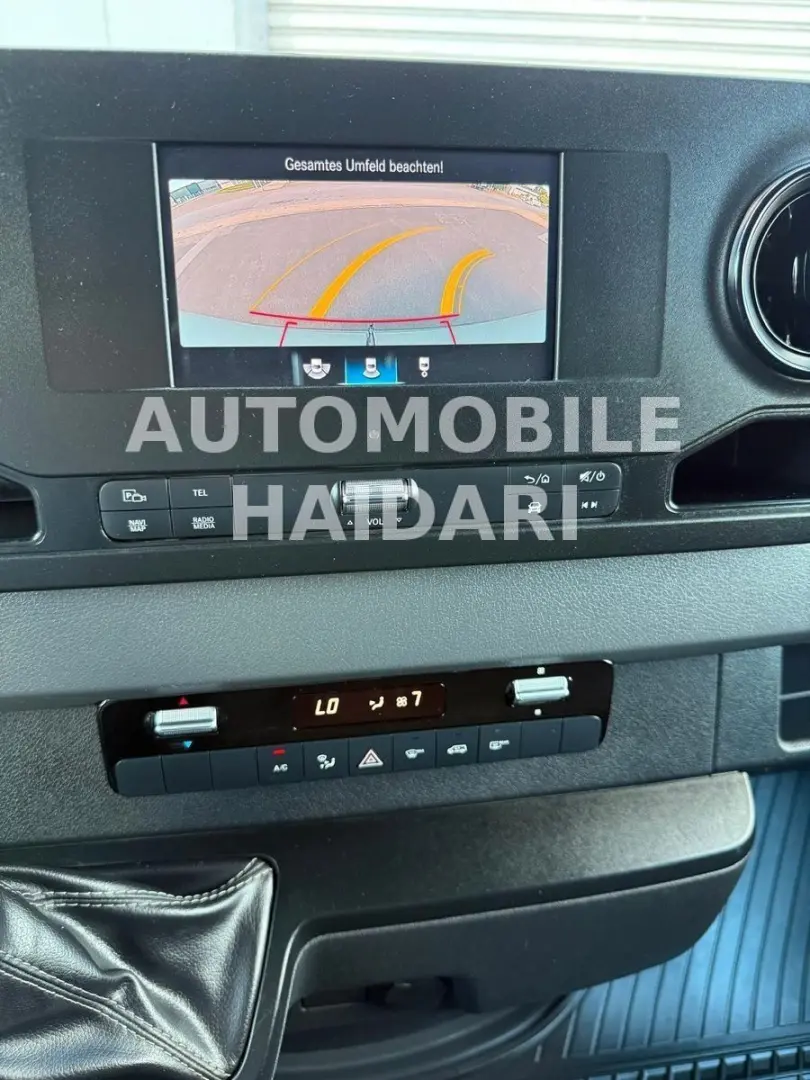 Gesamtes Umfeld beachten!
AUTOMOBILE
HAIDARI
P
TEL
NAVI
MAP
RADIO
MEDIA
VOL
LO
7
A/C